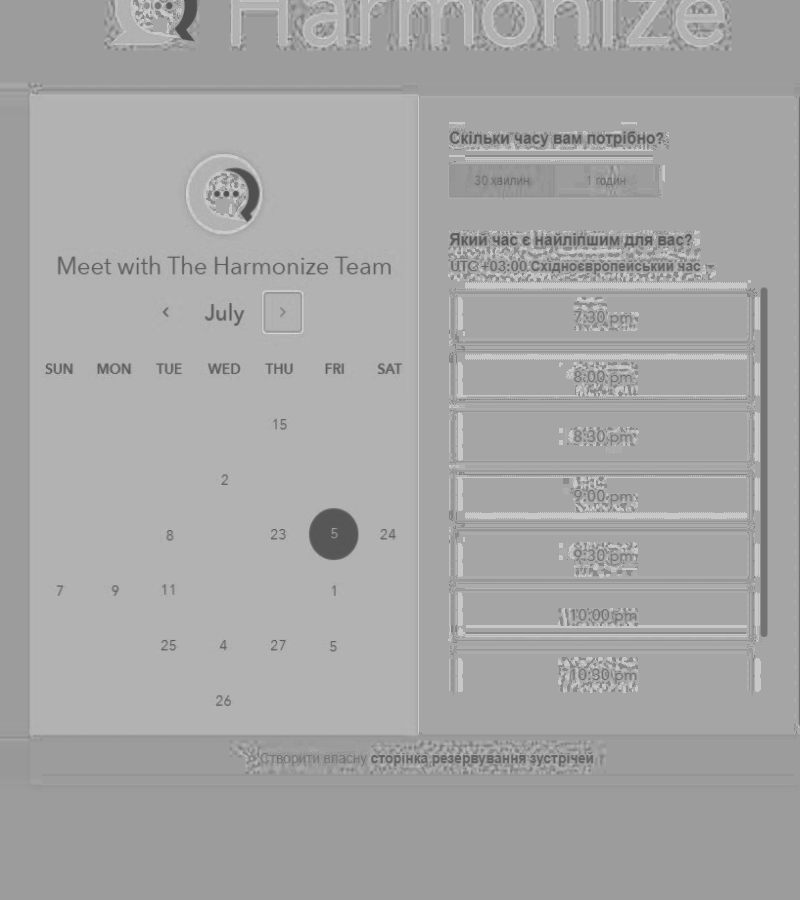 Harmonize
Meet with The Harmonize Team
July
SUN MON TUE WED THU FRI SAT
15
2
8 23 5 24
7 9 11 1
25 4 27 5
26
Скільки часу вам потрібно?
30 хвилин 1 годин
Який час є найліпшим для вас?
UTC +03:00 Східноєвропейський час
7:30 pm
8:00 pm
8:30 pm
9:00 pm
9:30 pm
10:00 pm
10:30 pm
Створити власну сторінка резервування зустрічей